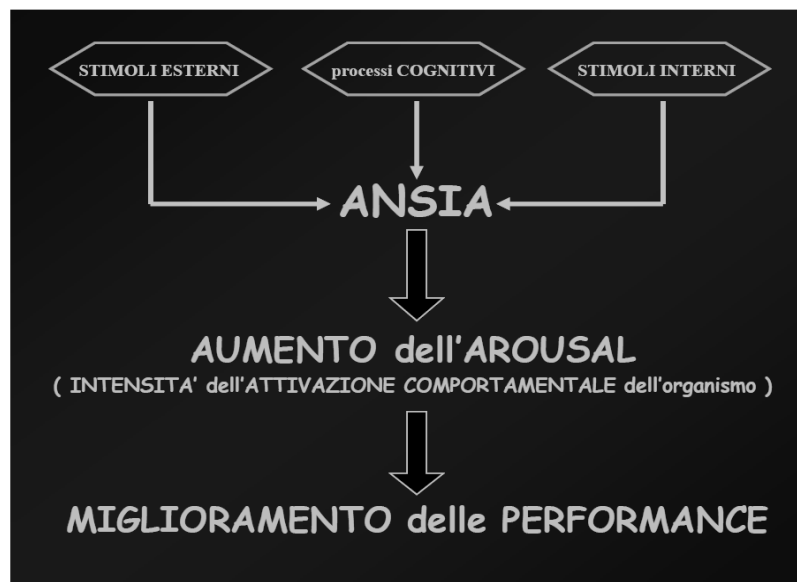 STIMOLI ESTERNI
processi COGNITIVI
STIMOLI INTERNI
ANSIA
AUMENTO dell'AROUSAL
( INTENSITA' dell'ATTIVAZIONE COMPORTAMENTALE dell'organismo )
MIGLIORAMENTO delle PERFORMANCE